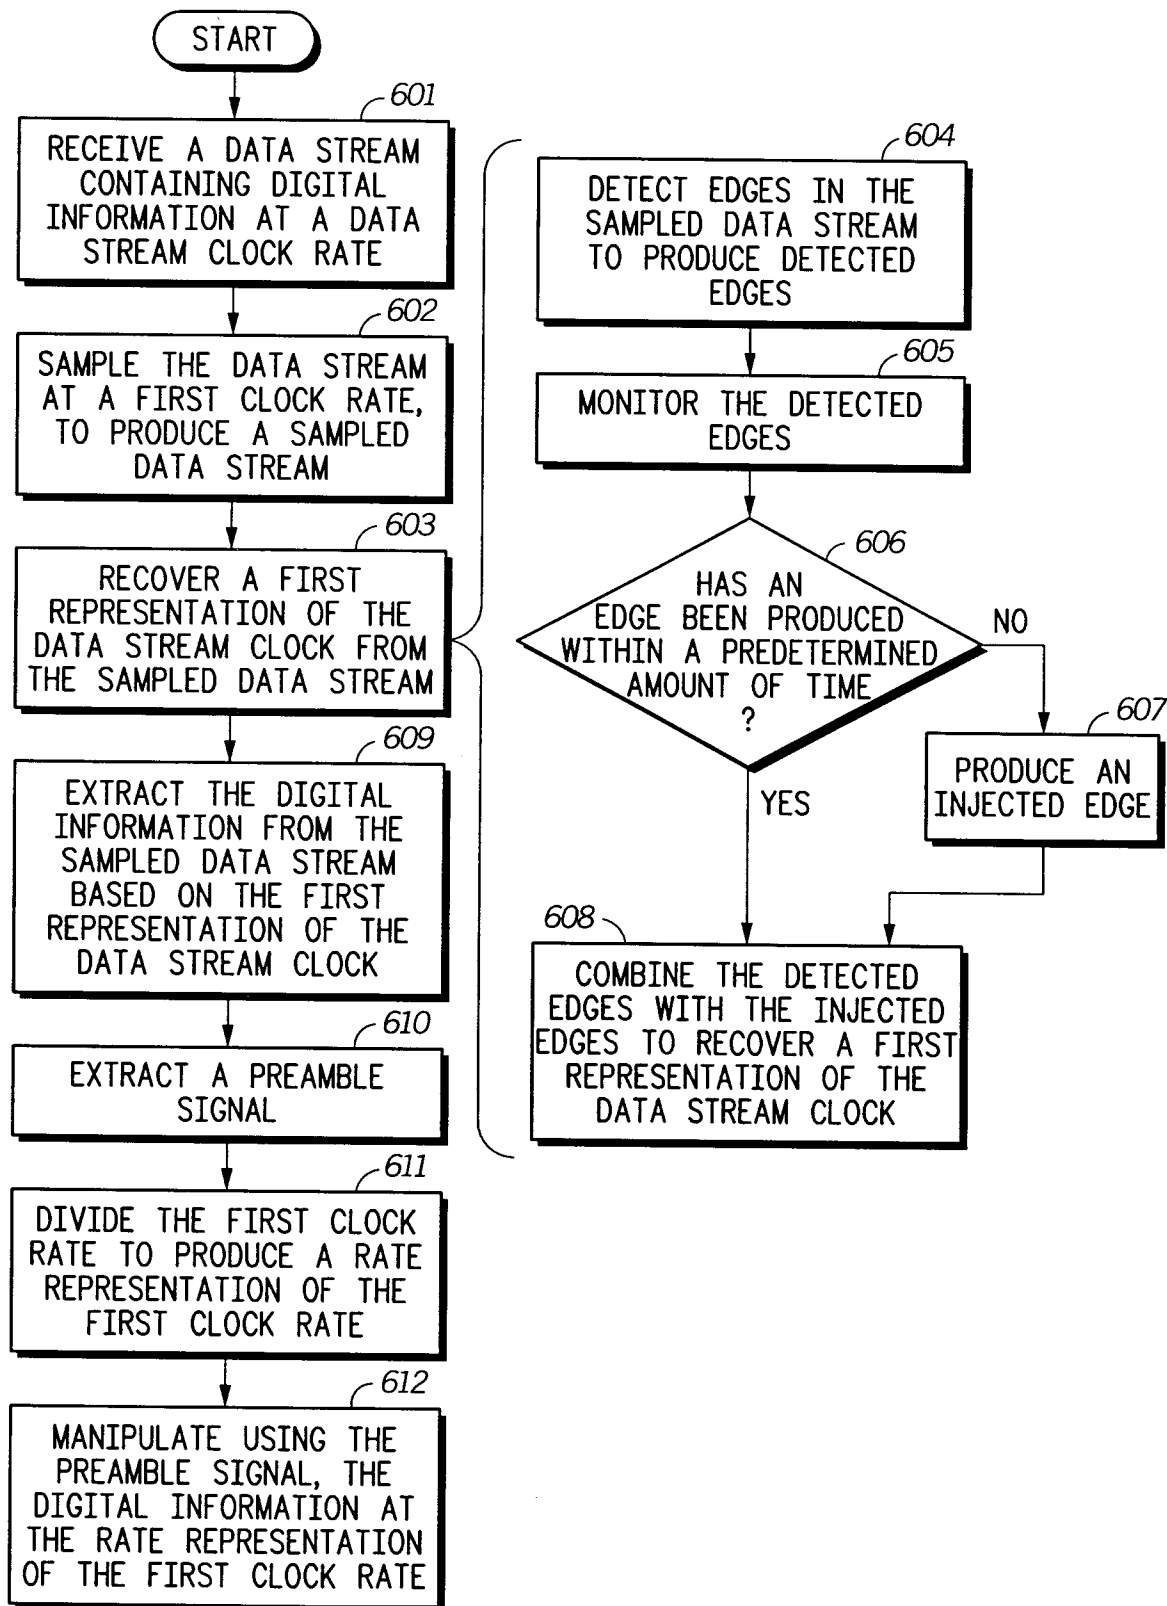 START
601
RECEIVE A DATA STREAM
CONTAINING DIGITAL
INFORMATION AT A DATA
STREAM CLOCK RATE
602
SAMPLE THE DATA STREAM
AT A FIRST CLOCK RATE,
TO PRODUCE A SAMPLED
DATA STREAM
603
RECOVER A FIRST
REPRESENTATION OF THE
DATA STREAM CLOCK FROM
THE SAMPLED DATA STREAM
604
DETECT EDGES IN THE
SAMPLED DATA STREAM
TO PRODUCE DETECTED
EDGES
605
MONITOR THE DETECTED
EDGES
606
HAS AN
EDGE BEEN PRODUCED
WITHIN A PREDETERMINED
AMOUNT OF TIME
?
NO
YES
607
PRODUCE AN
INJECTED EDGE
608
COMBINE THE DETECTED
EDGES WITH THE INJECTED
EDGES TO RECOVER A FIRST
REPRESENTATION OF THE
DATA STREAM CLOCK
609
EXTRACT THE DIGITAL
INFORMATION FROM THE
SAMPLED DATA STREAM
BASED ON THE FIRST
REPRESENTATION OF THE
DATA STREAM CLOCK
610
EXTRACT A PREAMBLE
SIGNAL
611
DIVIDE THE FIRST CLOCK
RATE TO PRODUCE A RATE
REPRESENTATION OF THE
FIRST CLOCK RATE
612
MANIPULATE USING THE
PREAMBLE SIGNAL, THE
DIGITAL INFORMATION AT
THE RATE REPRESENTATION
OF THE FIRST CLOCK RATE